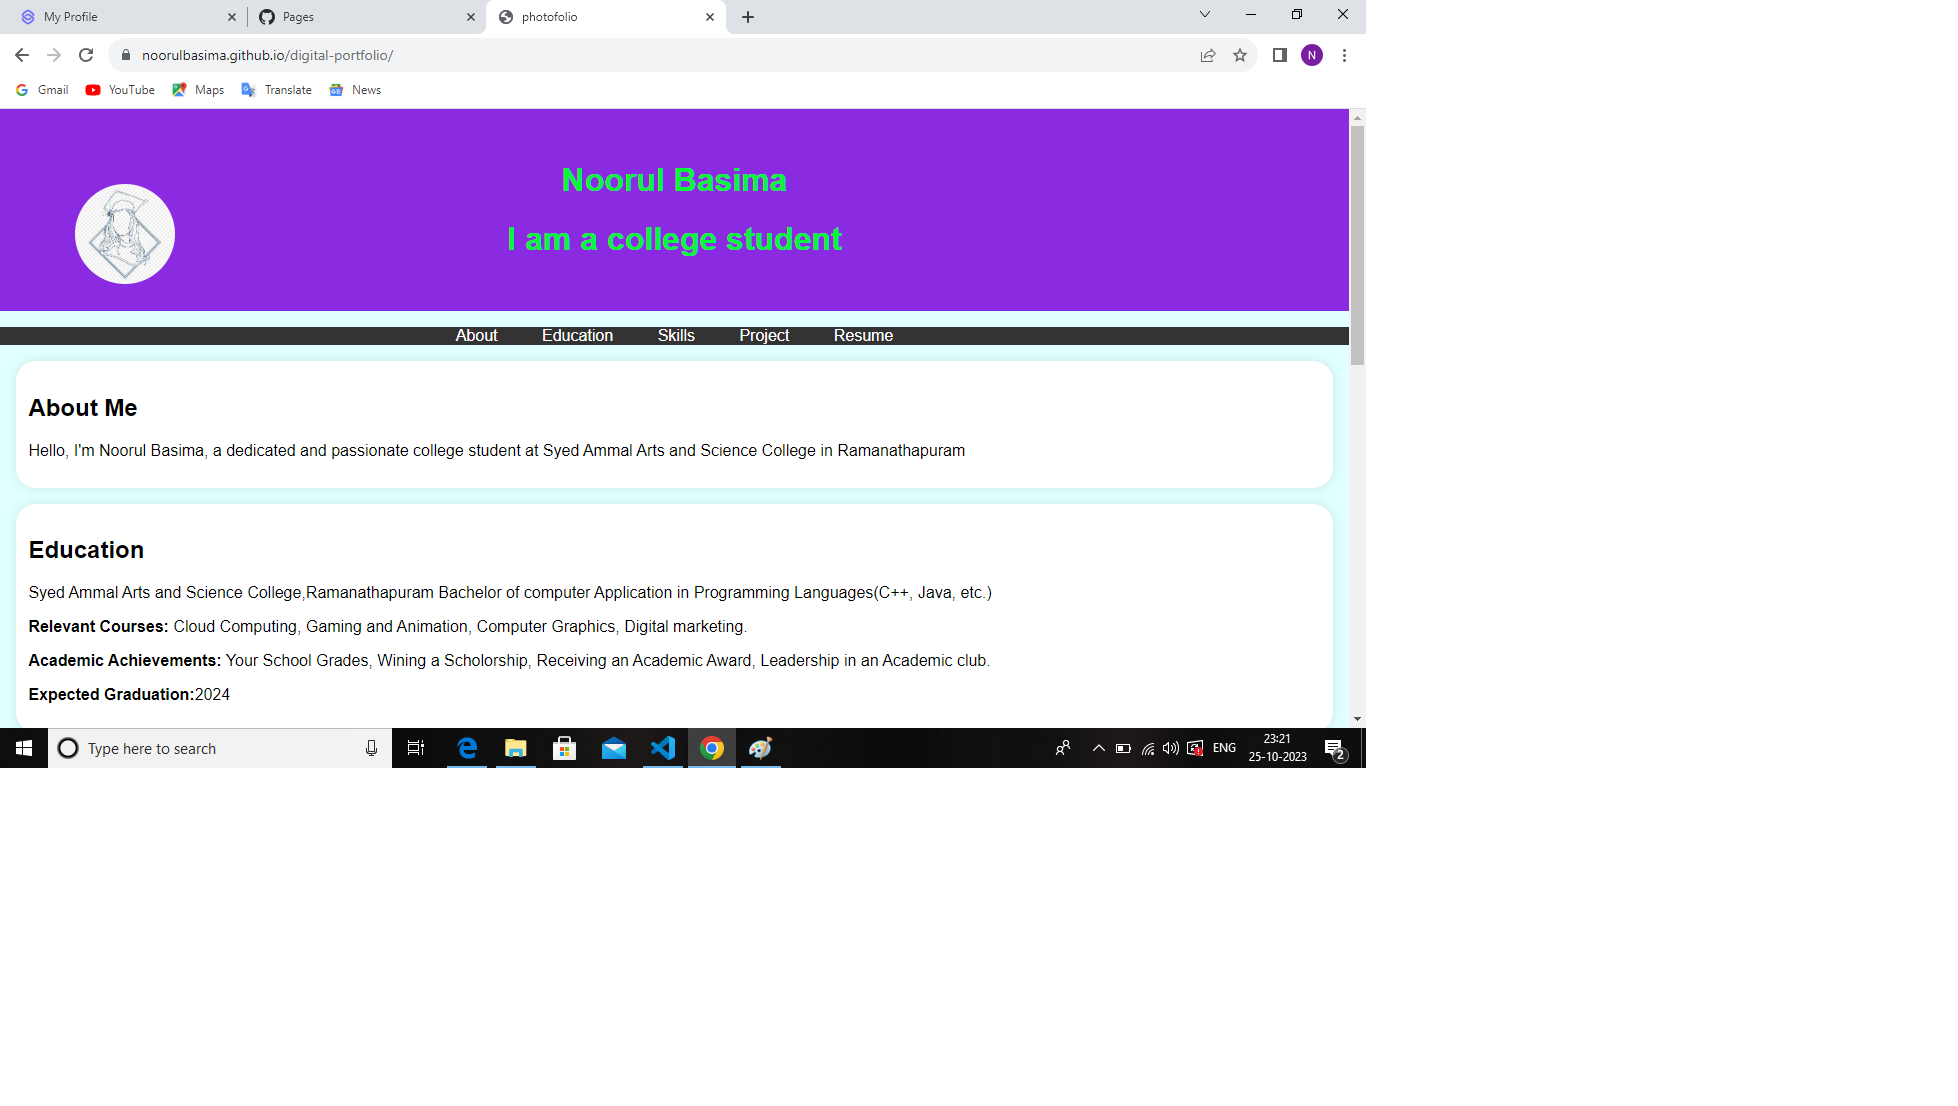 My Profile
Pages
photofolio
noorulbasima.github.io/digital-portfolio/
N
Gmail
YouTube
Maps
Translate
News
Noorul Basima
I am a college student
About
Education
Skills
Project
Resume
About Me
Hello, I'm Noorul Basima, a dedicated and passionate college student at Syed Ammal Arts and Science College in Ramanathapuram
Education
Syed Ammal Arts and Science College,Ramanathapuram Bachelor of computer Application in Programming Languages(C++, Java, etc.)
Relevant Courses: Cloud Computing, Gaming and Animation, Computer Graphics, Digital marketing.
Academic Achievements: Your School Grades, Wining a Scholorship, Receiving an Academic Award, Leadership in an Academic club.
Expected Graduation:2024
Type here to search
ENG
23:21
25-10-2023
2